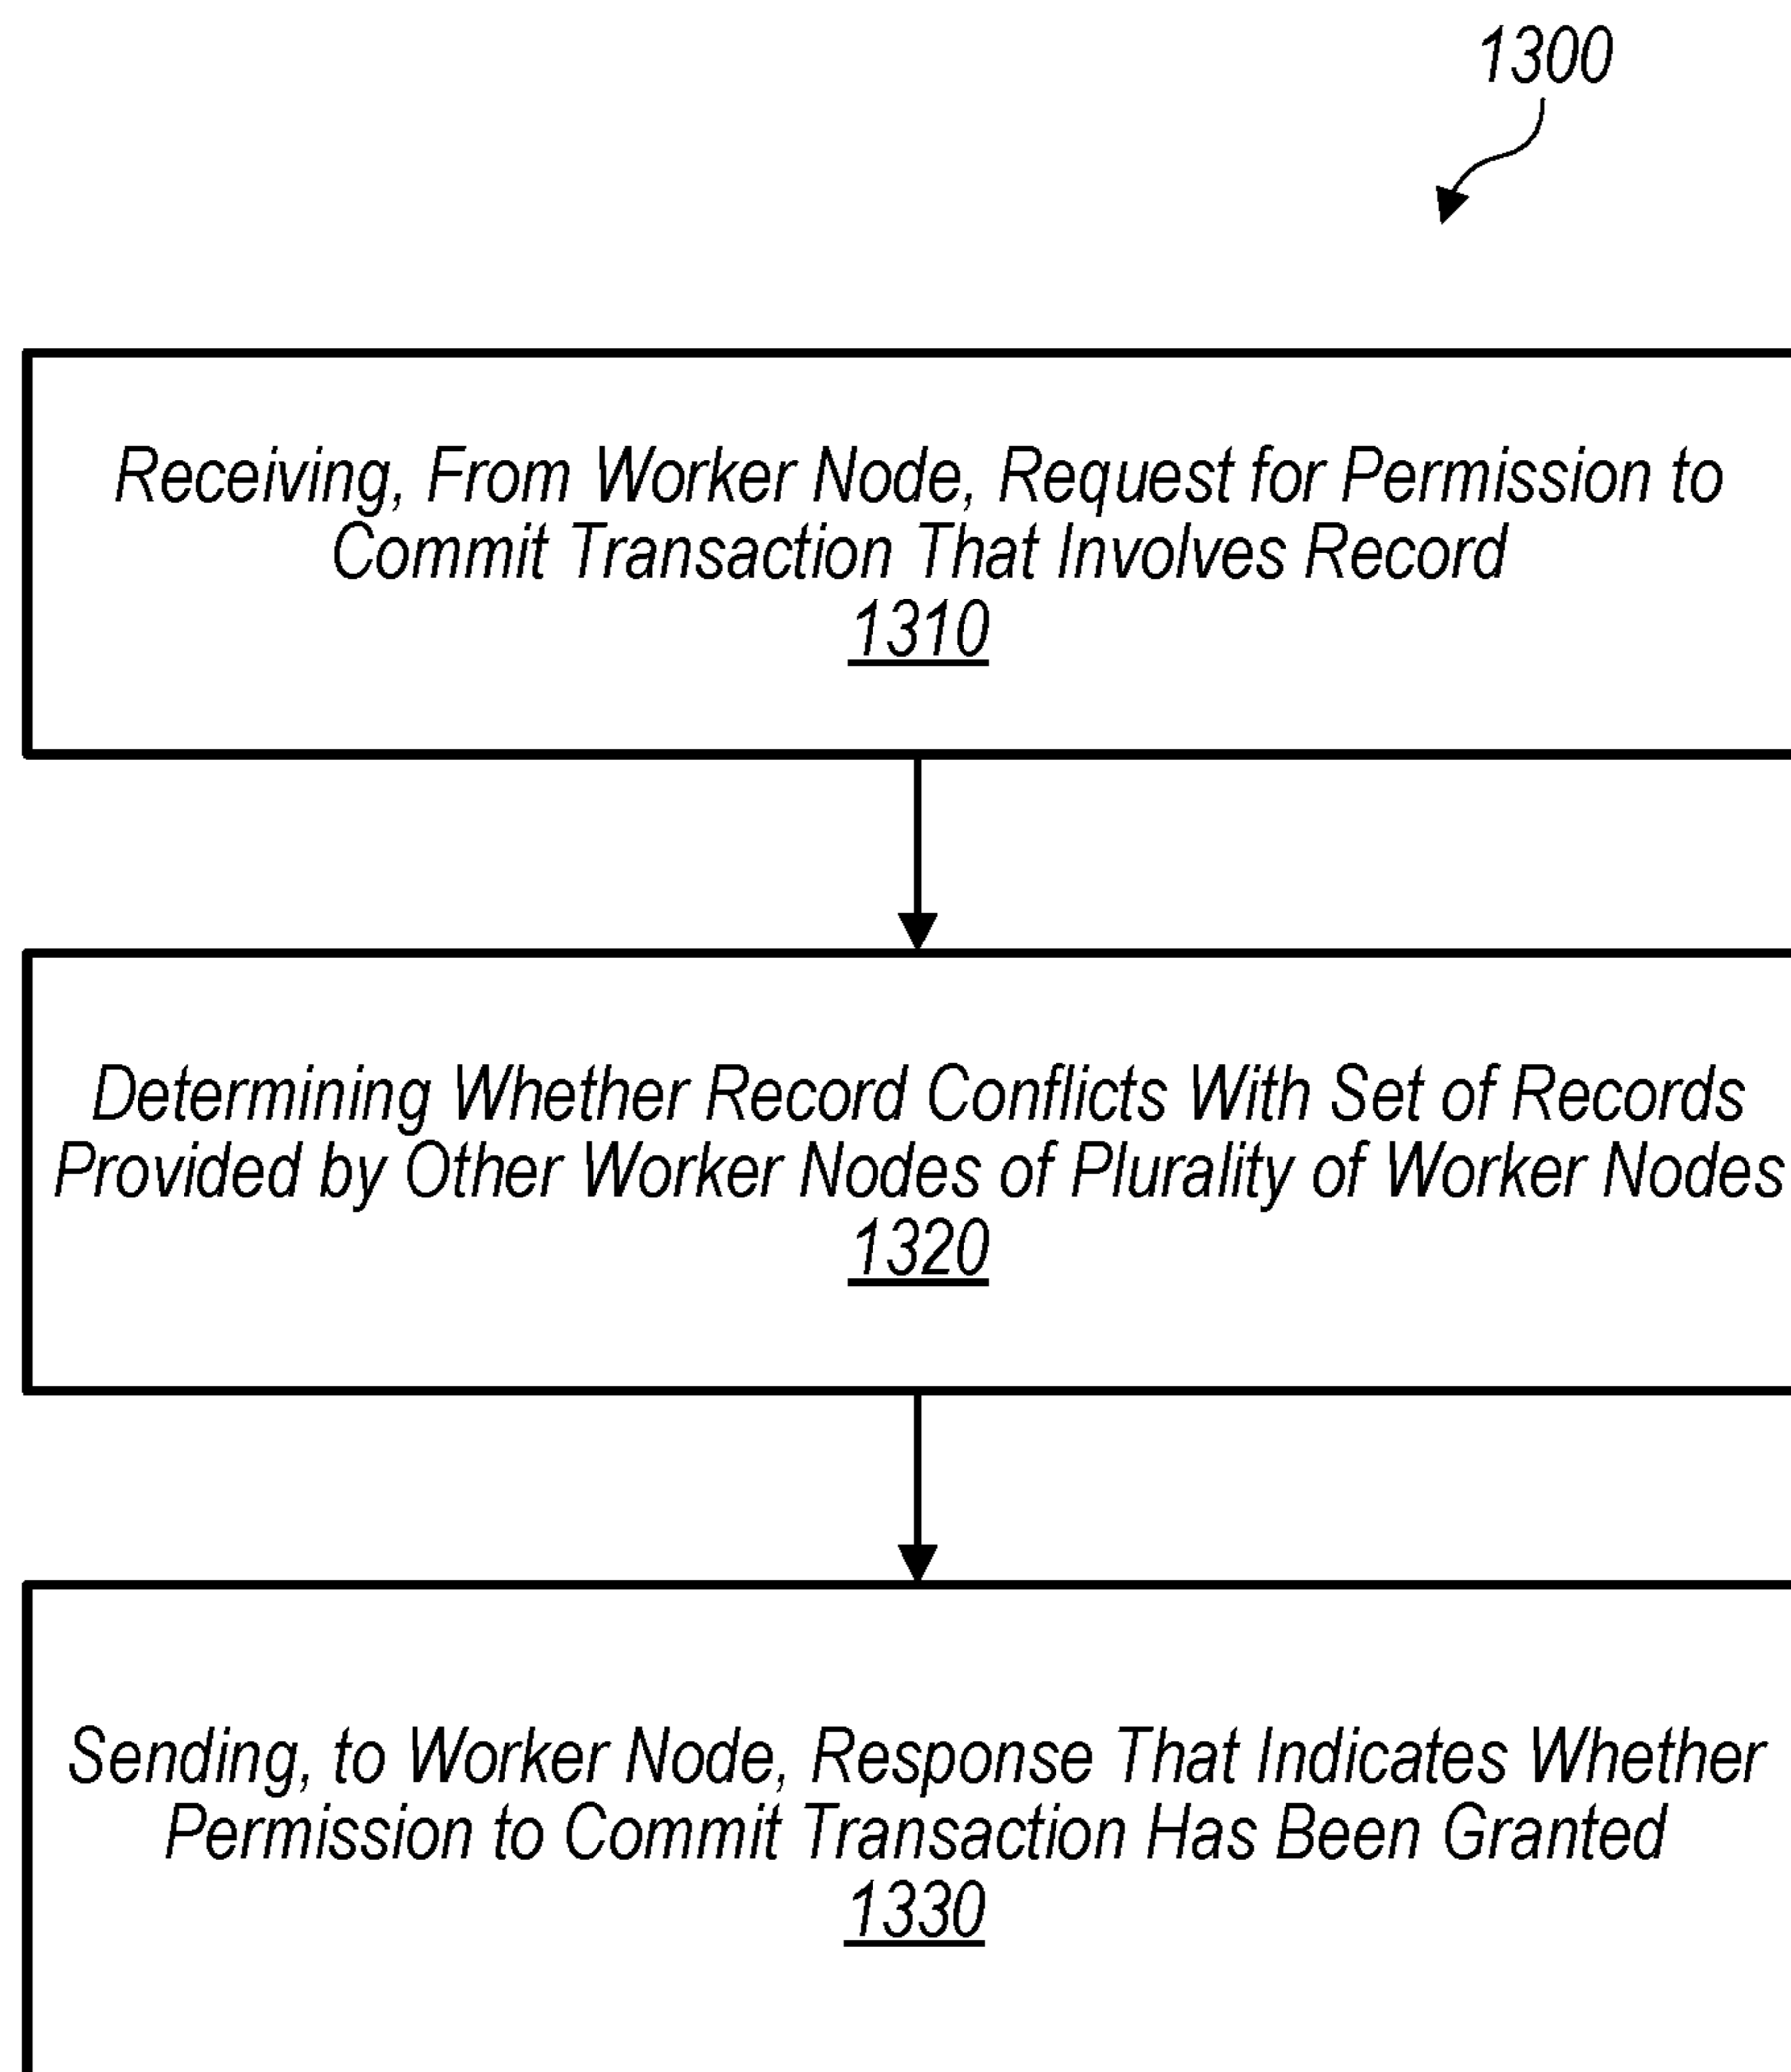 1300
Receiving, From Worker Node, Request for Permission to
Commit Transaction That Involves Record
1310
Determining Whether Record Conflicts With Set of Records
Provided by Other Worker Nodes of Plurality of Worker Nodes
1320
Sending, to Worker Node, Response That Indicates Whether
Permission to Commit Transaction Has Been Granted
1330